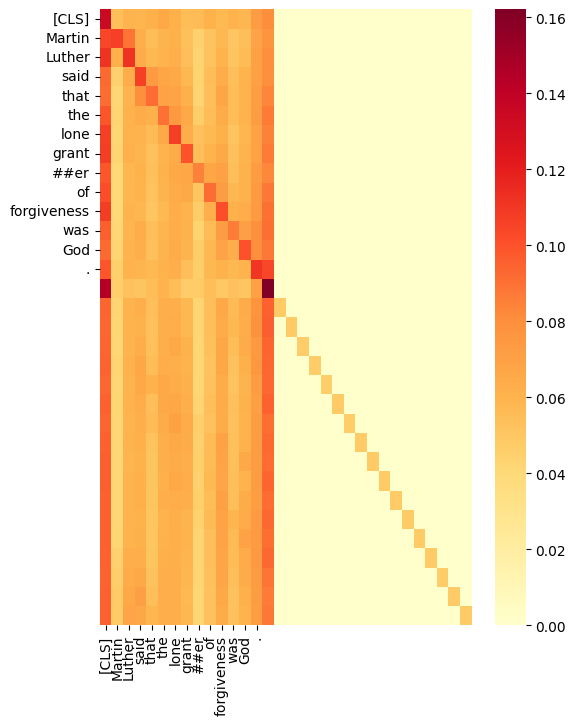 [CLS]
Martin
Luther
said
that
the
lone
grant
##er
of
forgiveness
was
God
.
[CLS]
Martin
Luther
said
that
the
lone
grant
##er
of
forgiveness
was
God
.
0.16
0.14
0.12
0.10
0.08
0.06
0.04
0.02
0.00